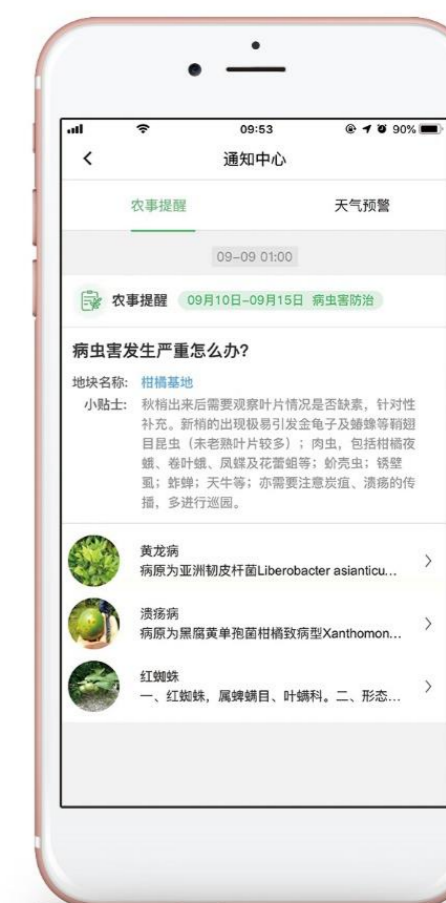 09:53
90%
通知中心
农事提醒
天气预警
09-09 01:00
农事提醒 09月10日-09月15日 病虫害防治
病虫害发生严重怎么办?
地块名称: 柑橘基地
小贴士: 秋梢出来后需要观察叶片情况是否缺素，针对性
补充。新梢的出现极易引发金龟子及蝽蟓等鞘翅
目昆虫（未老熟叶片较多）；肉虫，包括柑橘夜
蛾、卷叶蛾、凤蝶及花蕾蛆等；蚧壳虫；锈壁
虱；蚱蝉；天牛等；亦需要注意炭疽、溃疡的传
播，多进行巡园。
黄龙病
病原为亚洲韧皮杆菌Liberobacter asianticu...
溃疡病
病原为黑腐黄单孢菌柑橘致病型Xanthomon...
红蜘蛛
一、红蜘蛛，属蜱螨目、叶螨科。二、形态...